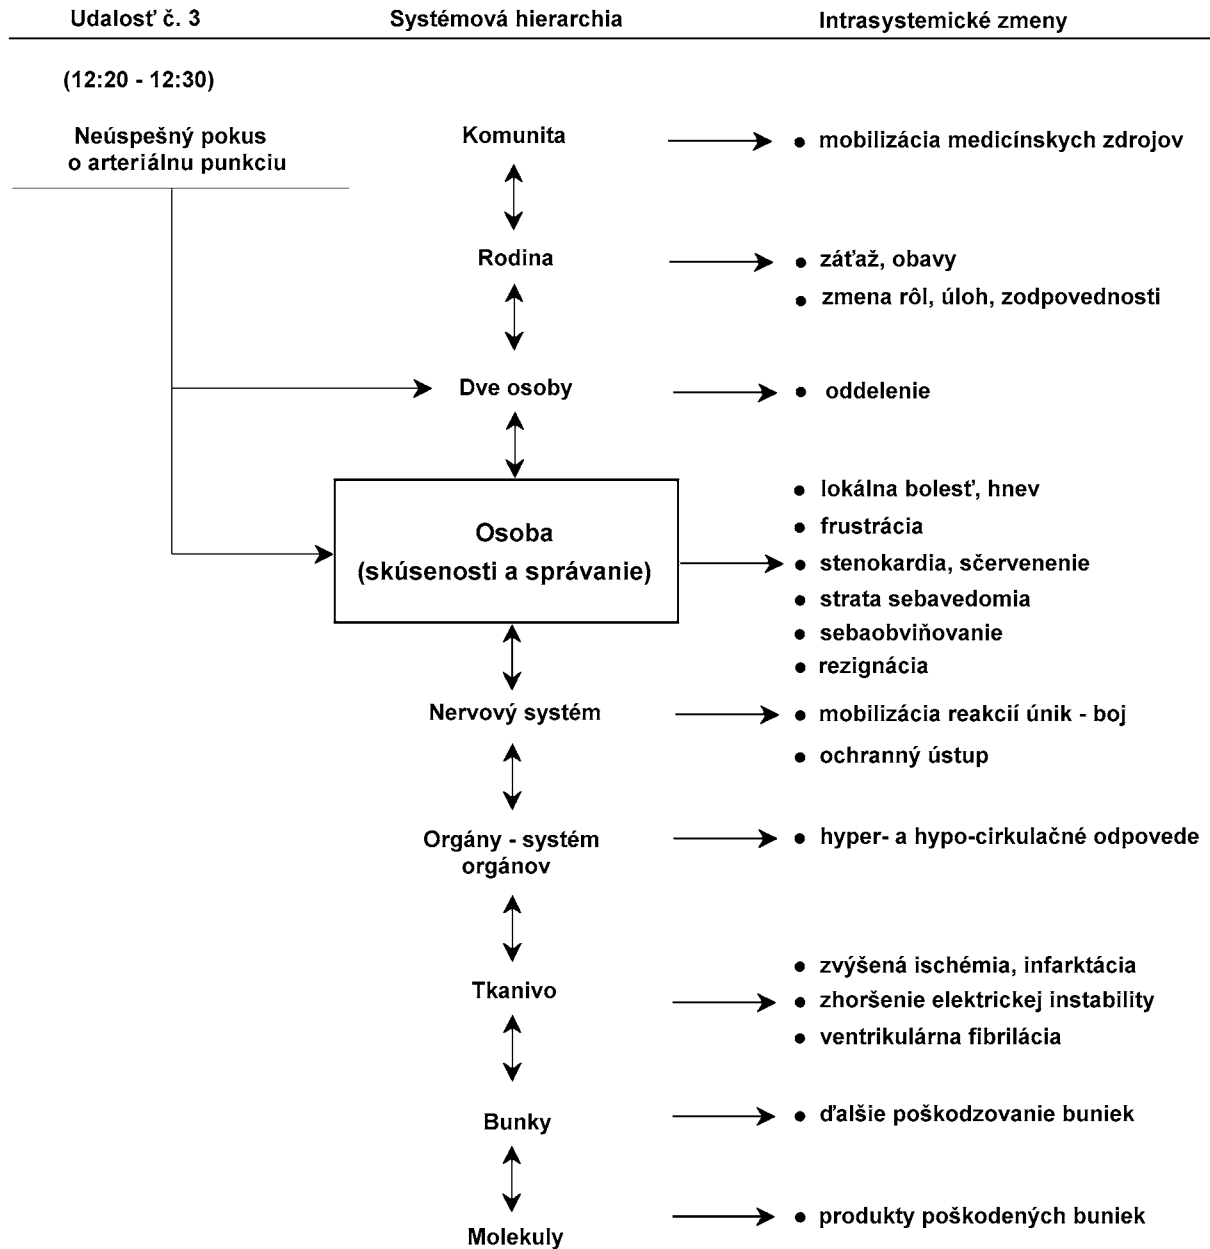 Udalosť č. 3
Systémová hierarchia
Intrasystemické zmeny
(12:20 - 12:30)
Neúspešný pokus
o arteriálnu punkciu
Komunita
• mobilizácia medicínskych zdrojov
Rodina
• záťaž, obavy
• zmena rôl, úloh, zodpovednosti
Dve osoby
• oddelenie
Osoba
(skúsenosti a správanie)
• lokálna bolesť, hnev
• frustrácia
• stenokardia, sčervenenie
• strata sebavedomia
• sebaobviňovanie
• rezignácia
Nervový systém
• mobilizácia reakcií únik - boj
• ochranný ústup
Orgány - systém
orgánov
• hyper- a hypo-cirkulačné odpovede
Tkanivo
• zvýšená ischémia, infarktácia
• zhoršenie elektrickej instability
• ventrikulárna fibrilácia
Bunky
• ďalšie poškodzovanie buniek
Molekuly
• produkty poškodených buniek